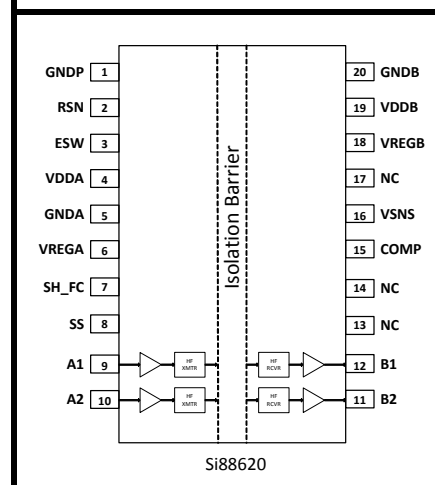 GNDP 1
RSN 2
ESW 3
VDDA 4
GNDA 5
VREGA 6
SH_FC 7
SS 8
A1 9
A2 10
HF XMTR
HF XMTR
Isolation Barrier
HF RCVR
HF RCVR
20 GNDB
19 VDDB
18 VREGB
17 NC
16 VSNS
15 COMP
14 NC
13 NC
12 B1
11 B2
Si88620